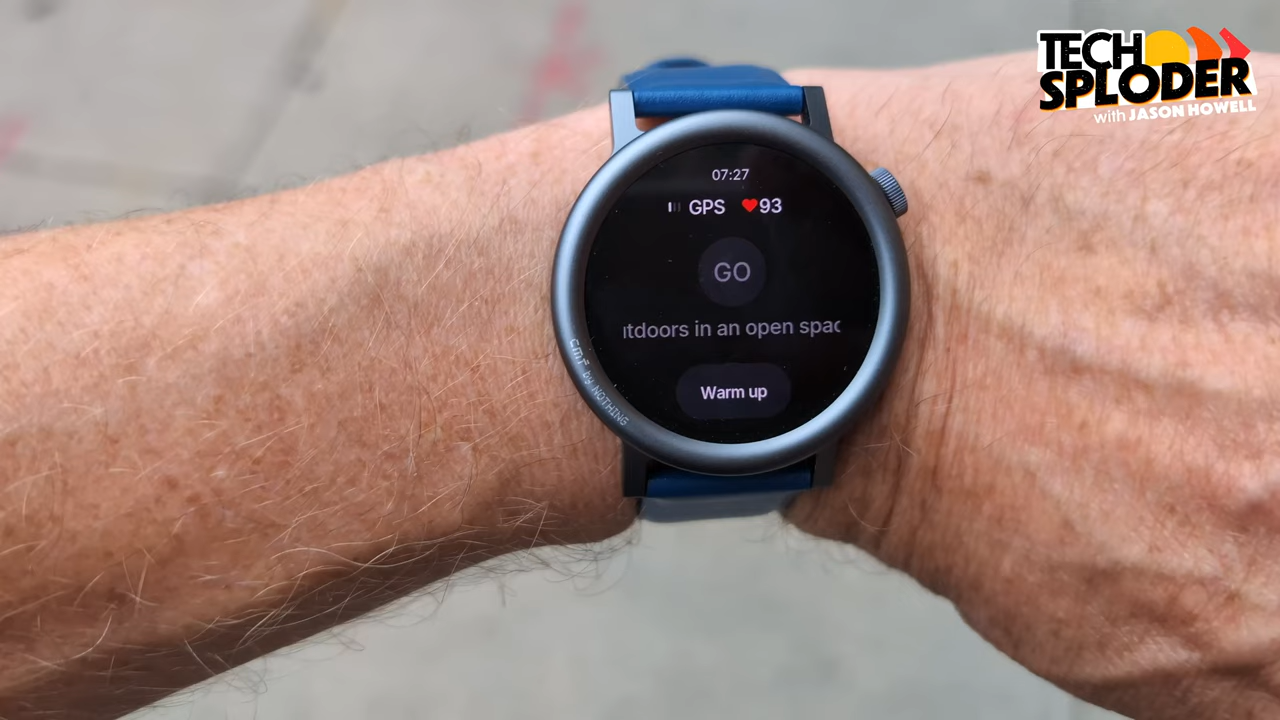 TECH
SPLODER
with JASON HOWELL
07:27
GPS 93
GO
tdoors in an open spac
Warm up
cmf by NOTHING